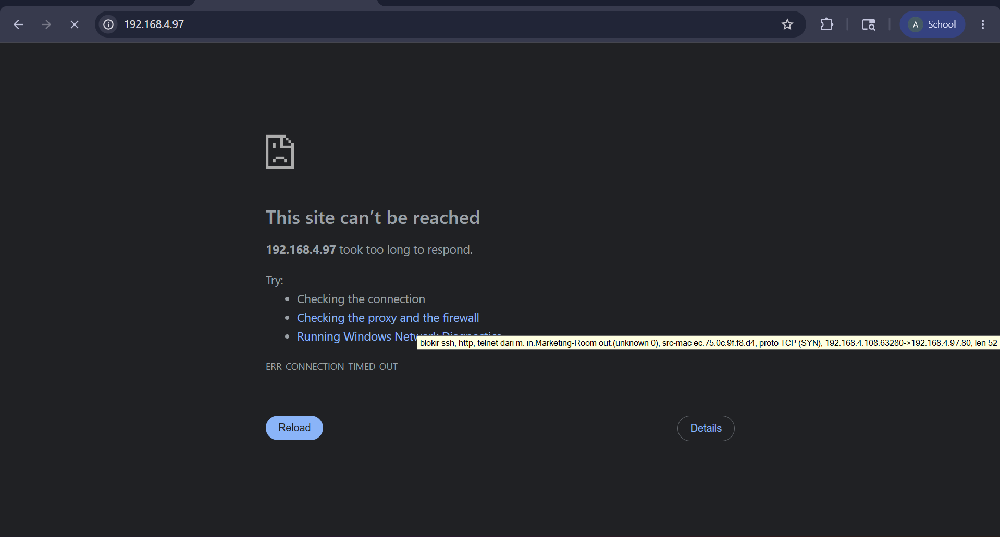 192.168.4.97
A School
This site can’t be reached
192.168.4.97 took too long to respond.
Try:
Checking the connection
Checking the proxy and the firewall
Running Windows Network Diagnostics
blokir ssh, http, telnet dari m: in:Marketing-Room out:(unknown 0), src-mac ec:75:0c:9f:f8:d4, proto TCP (SYN), 192.168.4.108:63280->192.168.4.97:80, len 52
ERR_CONNECTION_TIMED_OUT
Reload
Details